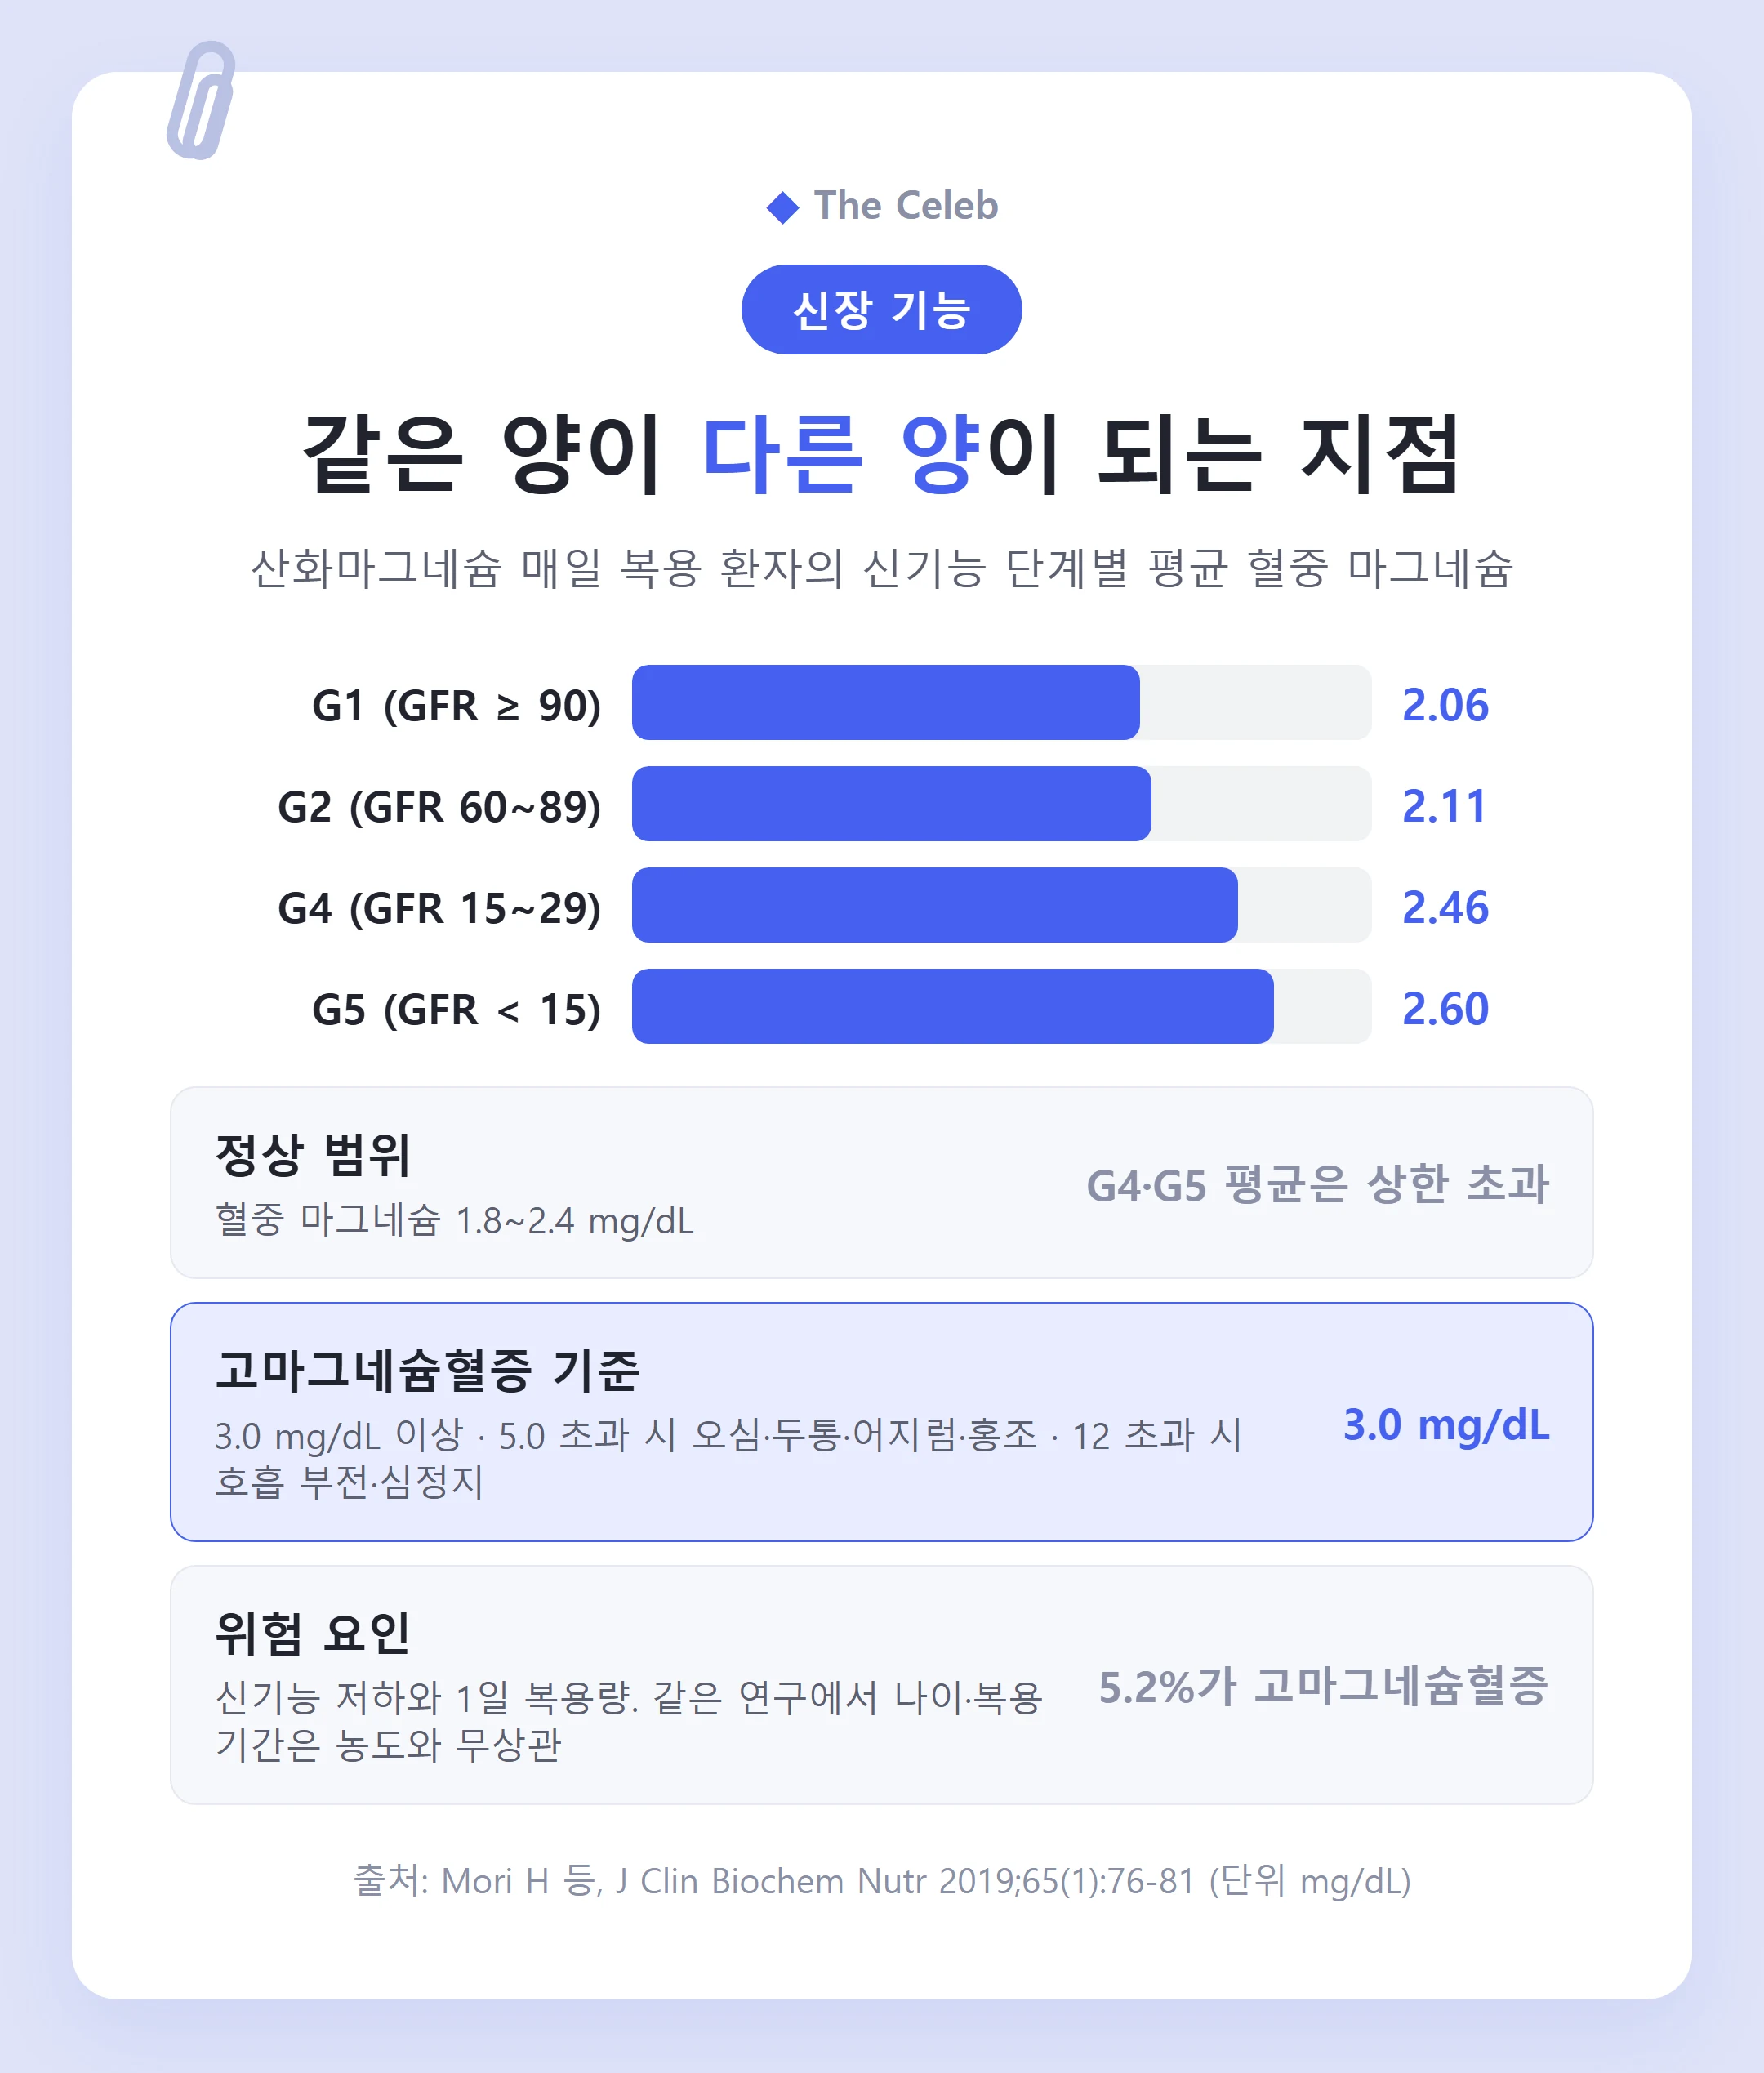 The Celeb
신장 기능
같은 양이 다른 양이 되는 지점
산화마그네슘 매일 복용 환자의 신기능 단계별 평균 혈중 마그네슘
G1 (GFR ≥ 90) 2.06
G2 (GFR 60~89) 2.11
G4 (GFR 15~29) 2.46
G5 (GFR < 15) 2.60
정상 범위
혈중 마그네슘 1.8~2.4 mg/dL
G4·G5 평균은 상한 초과
고마그네슘혈증 기준
3.0 mg/dL 이상 · 5.0 초과 시 오심·두통·어지럼·홍조 · 12 초과 시
호흡 부전·심정지
3.0 mg/dL
위험 요인
신기능 저하와 1일 복용량. 같은 연구에서 나이·복용
기간은 농도와 무상관
5.2%가 고마그네슘혈증
출처: Mori H 등, J Clin Biochem Nutr 2019;65(1):76-81 (단위 mg/dL)